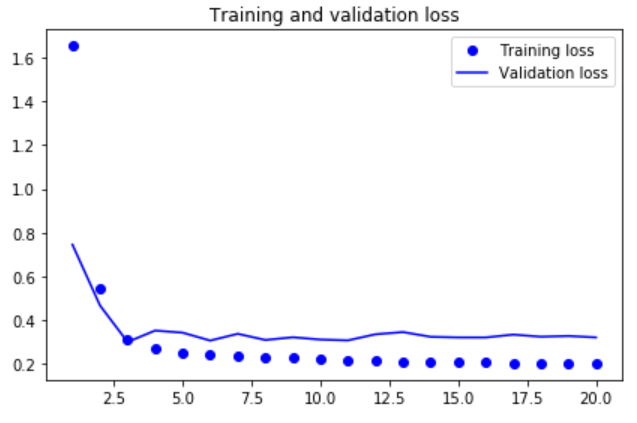 Training and validation loss
Training loss
Validation loss
1.6
1.4
1.2
1.0
0.8
0.6
0.4
0.2
2.5 5.0 7.5 10.0 12.5 15.0 17.5 20.0